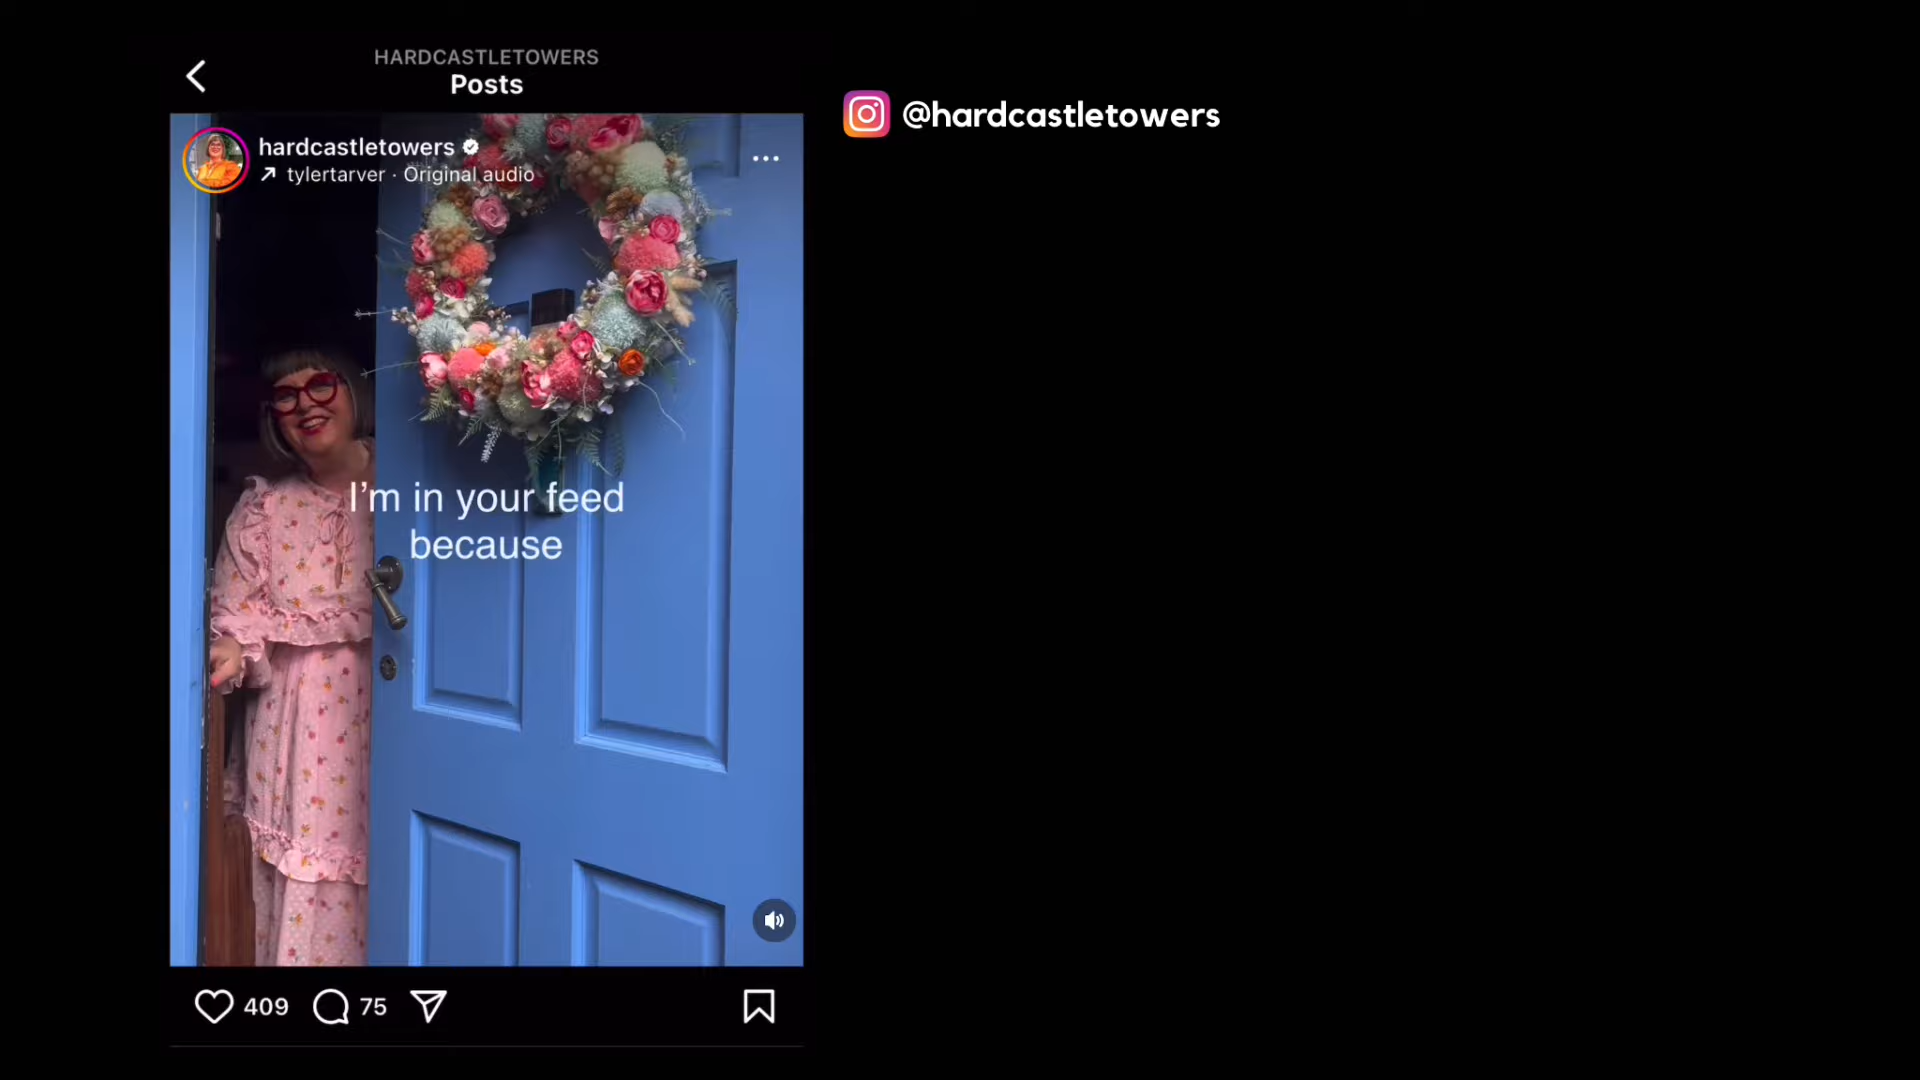 HARDCASTLETOWERS
Posts
hardcastletowers
tylertarver · Original audio
@hardcastletowers
I'm in your feed
because
409
75